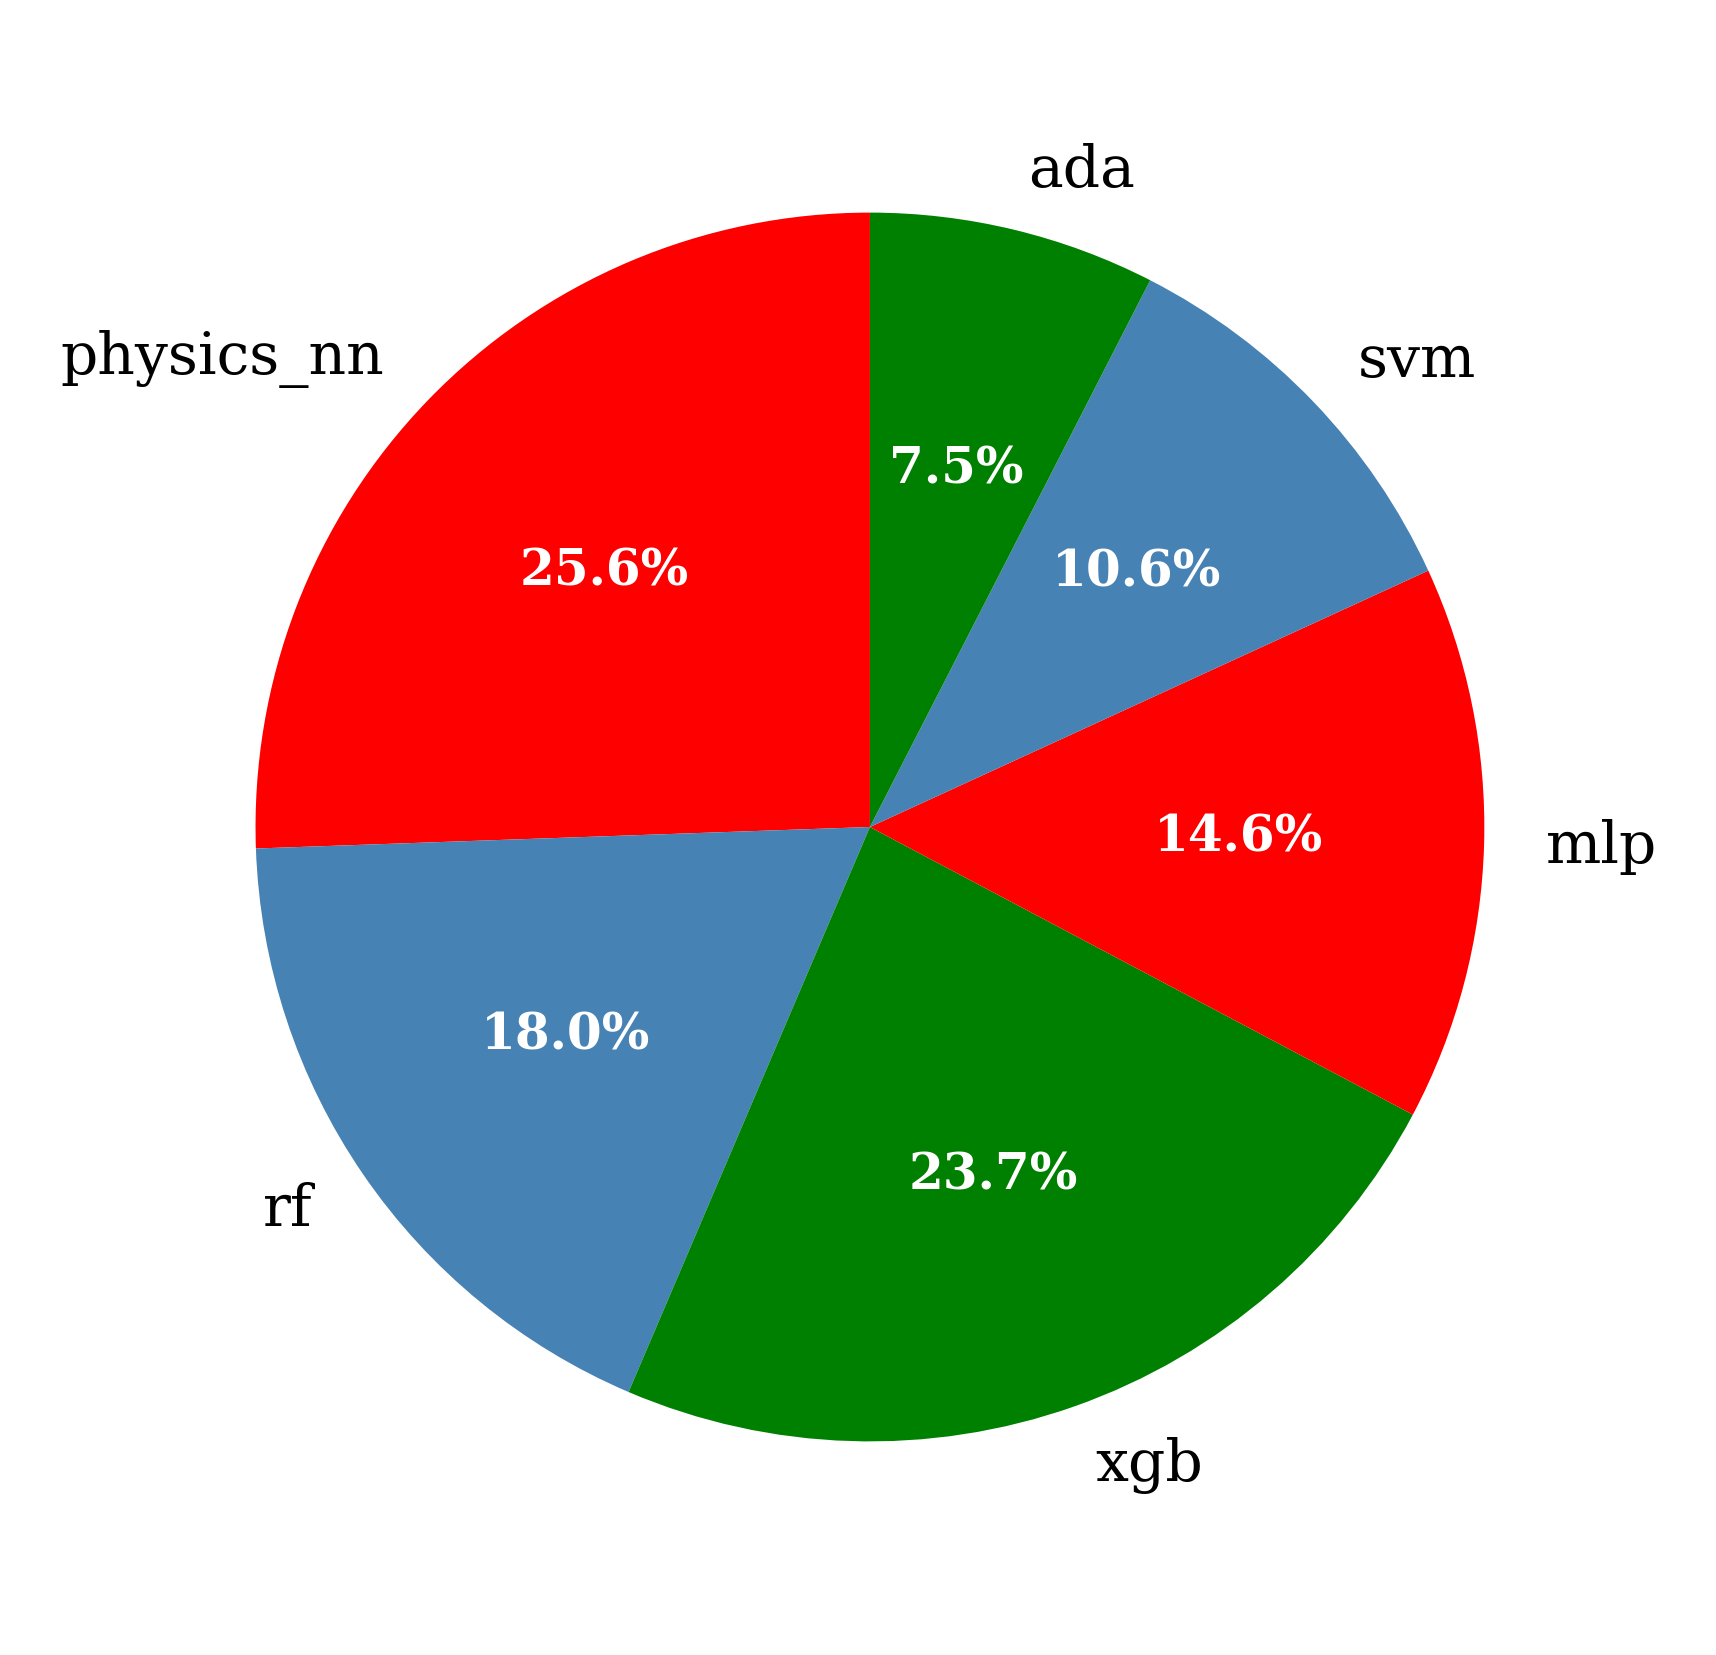 ada
physics_nn
svm
7.5%
25.6%
10.6%
14.6%
mlp
18.0%
23.7%
rf
xgb